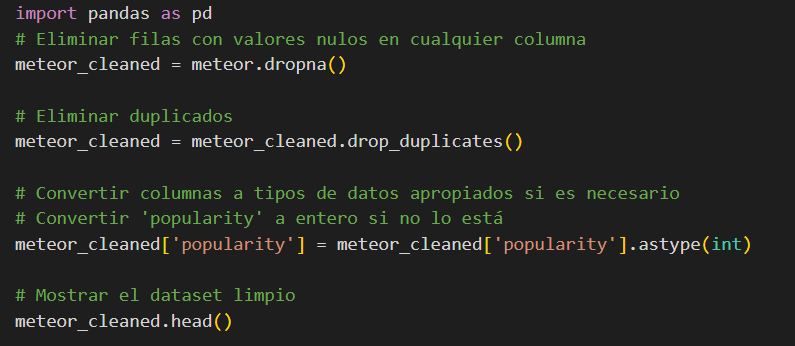 import pandas as pd
# Eliminar filas con valores nulos en cualquier columna
meteor_cleaned = meteor.dropna()
# Eliminar duplicados
meteor_cleaned = meteor_cleaned.drop_duplicates()
# Convertir columnas a tipos de datos apropiados si es necesario
# Convertir 'popularity' a entero si no lo está
meteor_cleaned['popularity'] = meteor_cleaned['popularity'].astype(int)
# Mostrar el dataset limpio
meteor_cleaned.head()